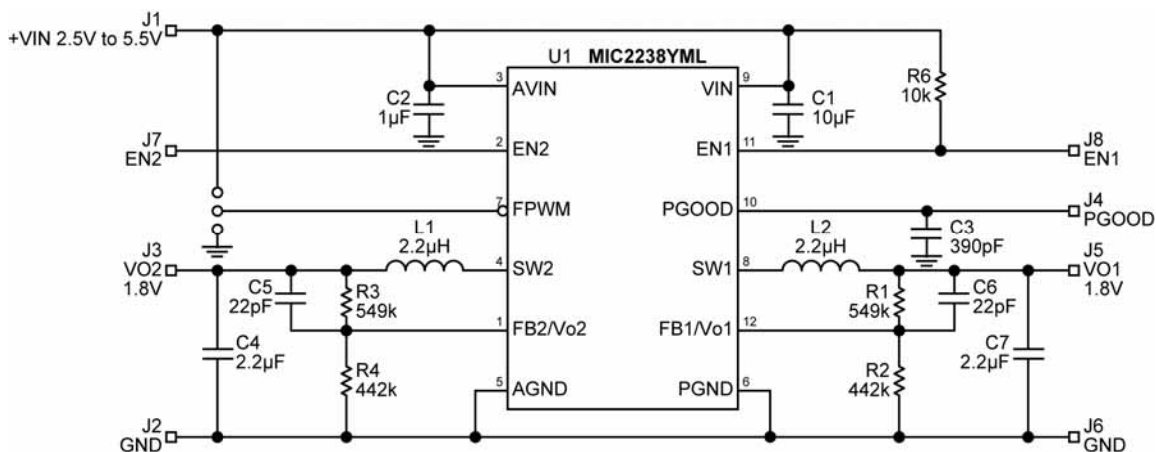 J1
+VIN 2.5V to 5.5V
U1 MIC2238YML
3
AVIN
VIN
9
C2
1µF
C1
10µF
R6
10k
J7
EN2
2
EN2
EN1
11
J8
EN1
7
FPWM
PGOOD
10
J4
PGOOD
C3
390pF
J3
VO2
1.8V
L1
2.2µH
4
SW2
SW1
8
L2
2.2µH
J5
VO1
1.8V
C5
22pF
R3
549k
R1
549k
C6
22pF
1
FB2/Vo2
FB1/Vo1
12
C4
2.2µF
R4
442k
R2
442k
C7
2.2µF
5
AGND
PGND
6
J2
GND
J6
GND